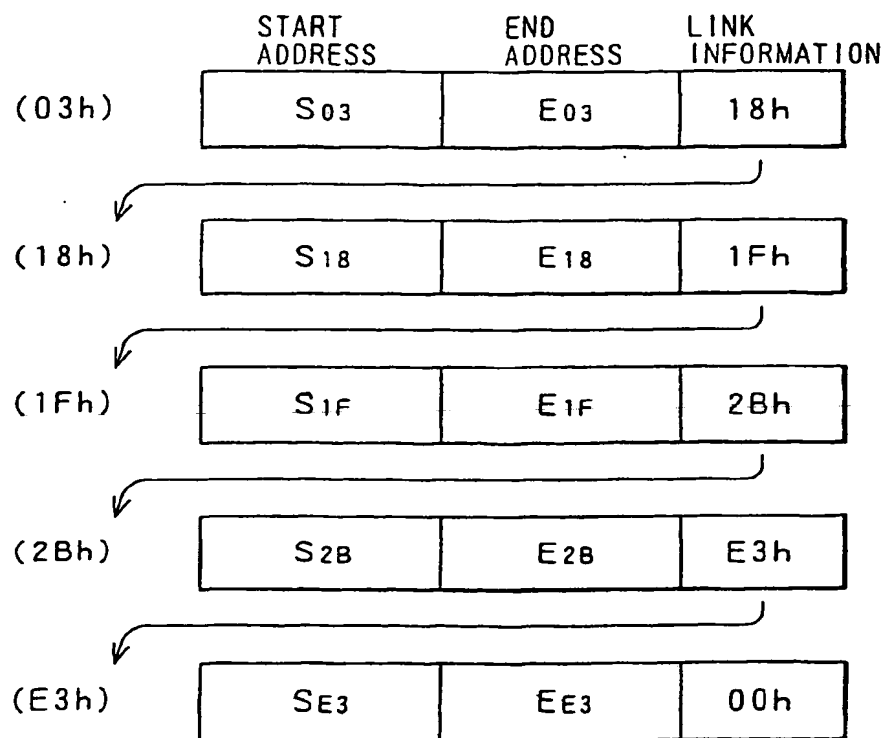 START ADDRESS END ADDRESS LINK INFORMATION
(03h) S03 E03 18h
(18h) S18 E18 1Fh
(1Fh) S1F E1F 2Bh
(2Bh) S2B E2B E3h
(E3h) SE3 EE3 00h